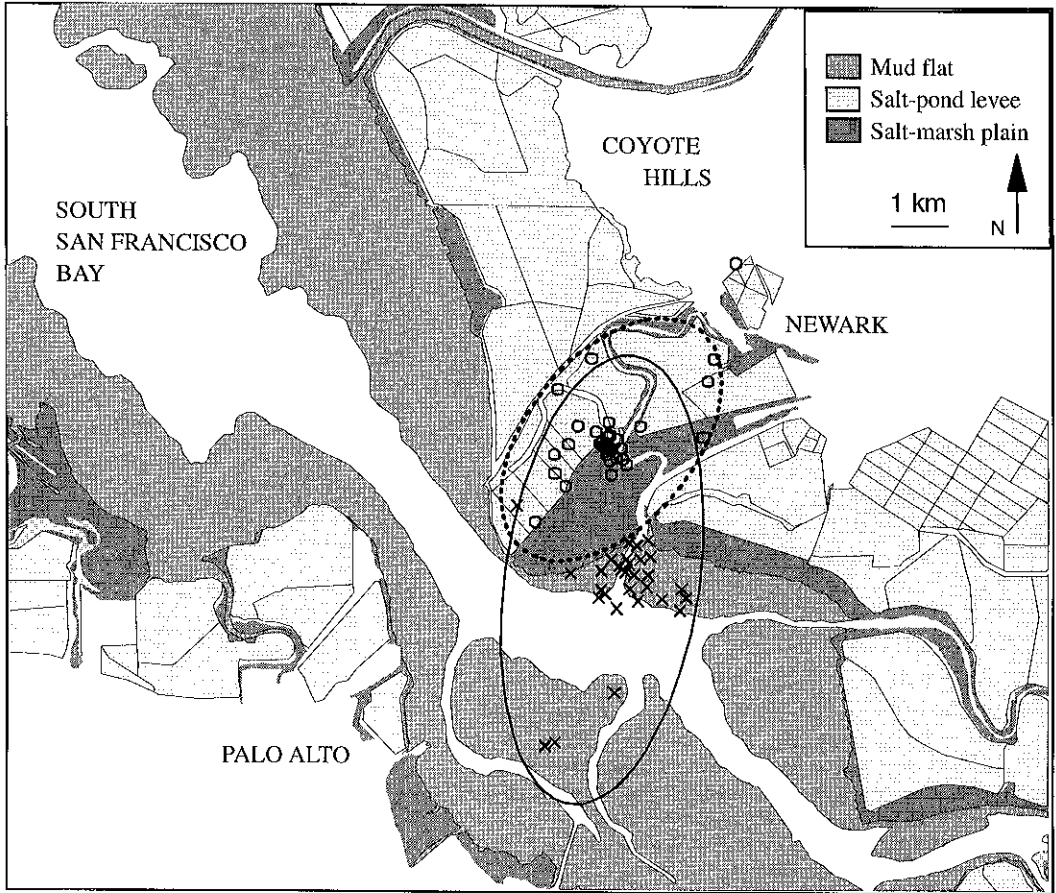 Mud flat
Salt-pond levee
Salt-marsh plain
1 km
N
COYOTE
HILLS
SOUTH
SAN FRANCISCO
BAY
NEWARK
PALO ALTO